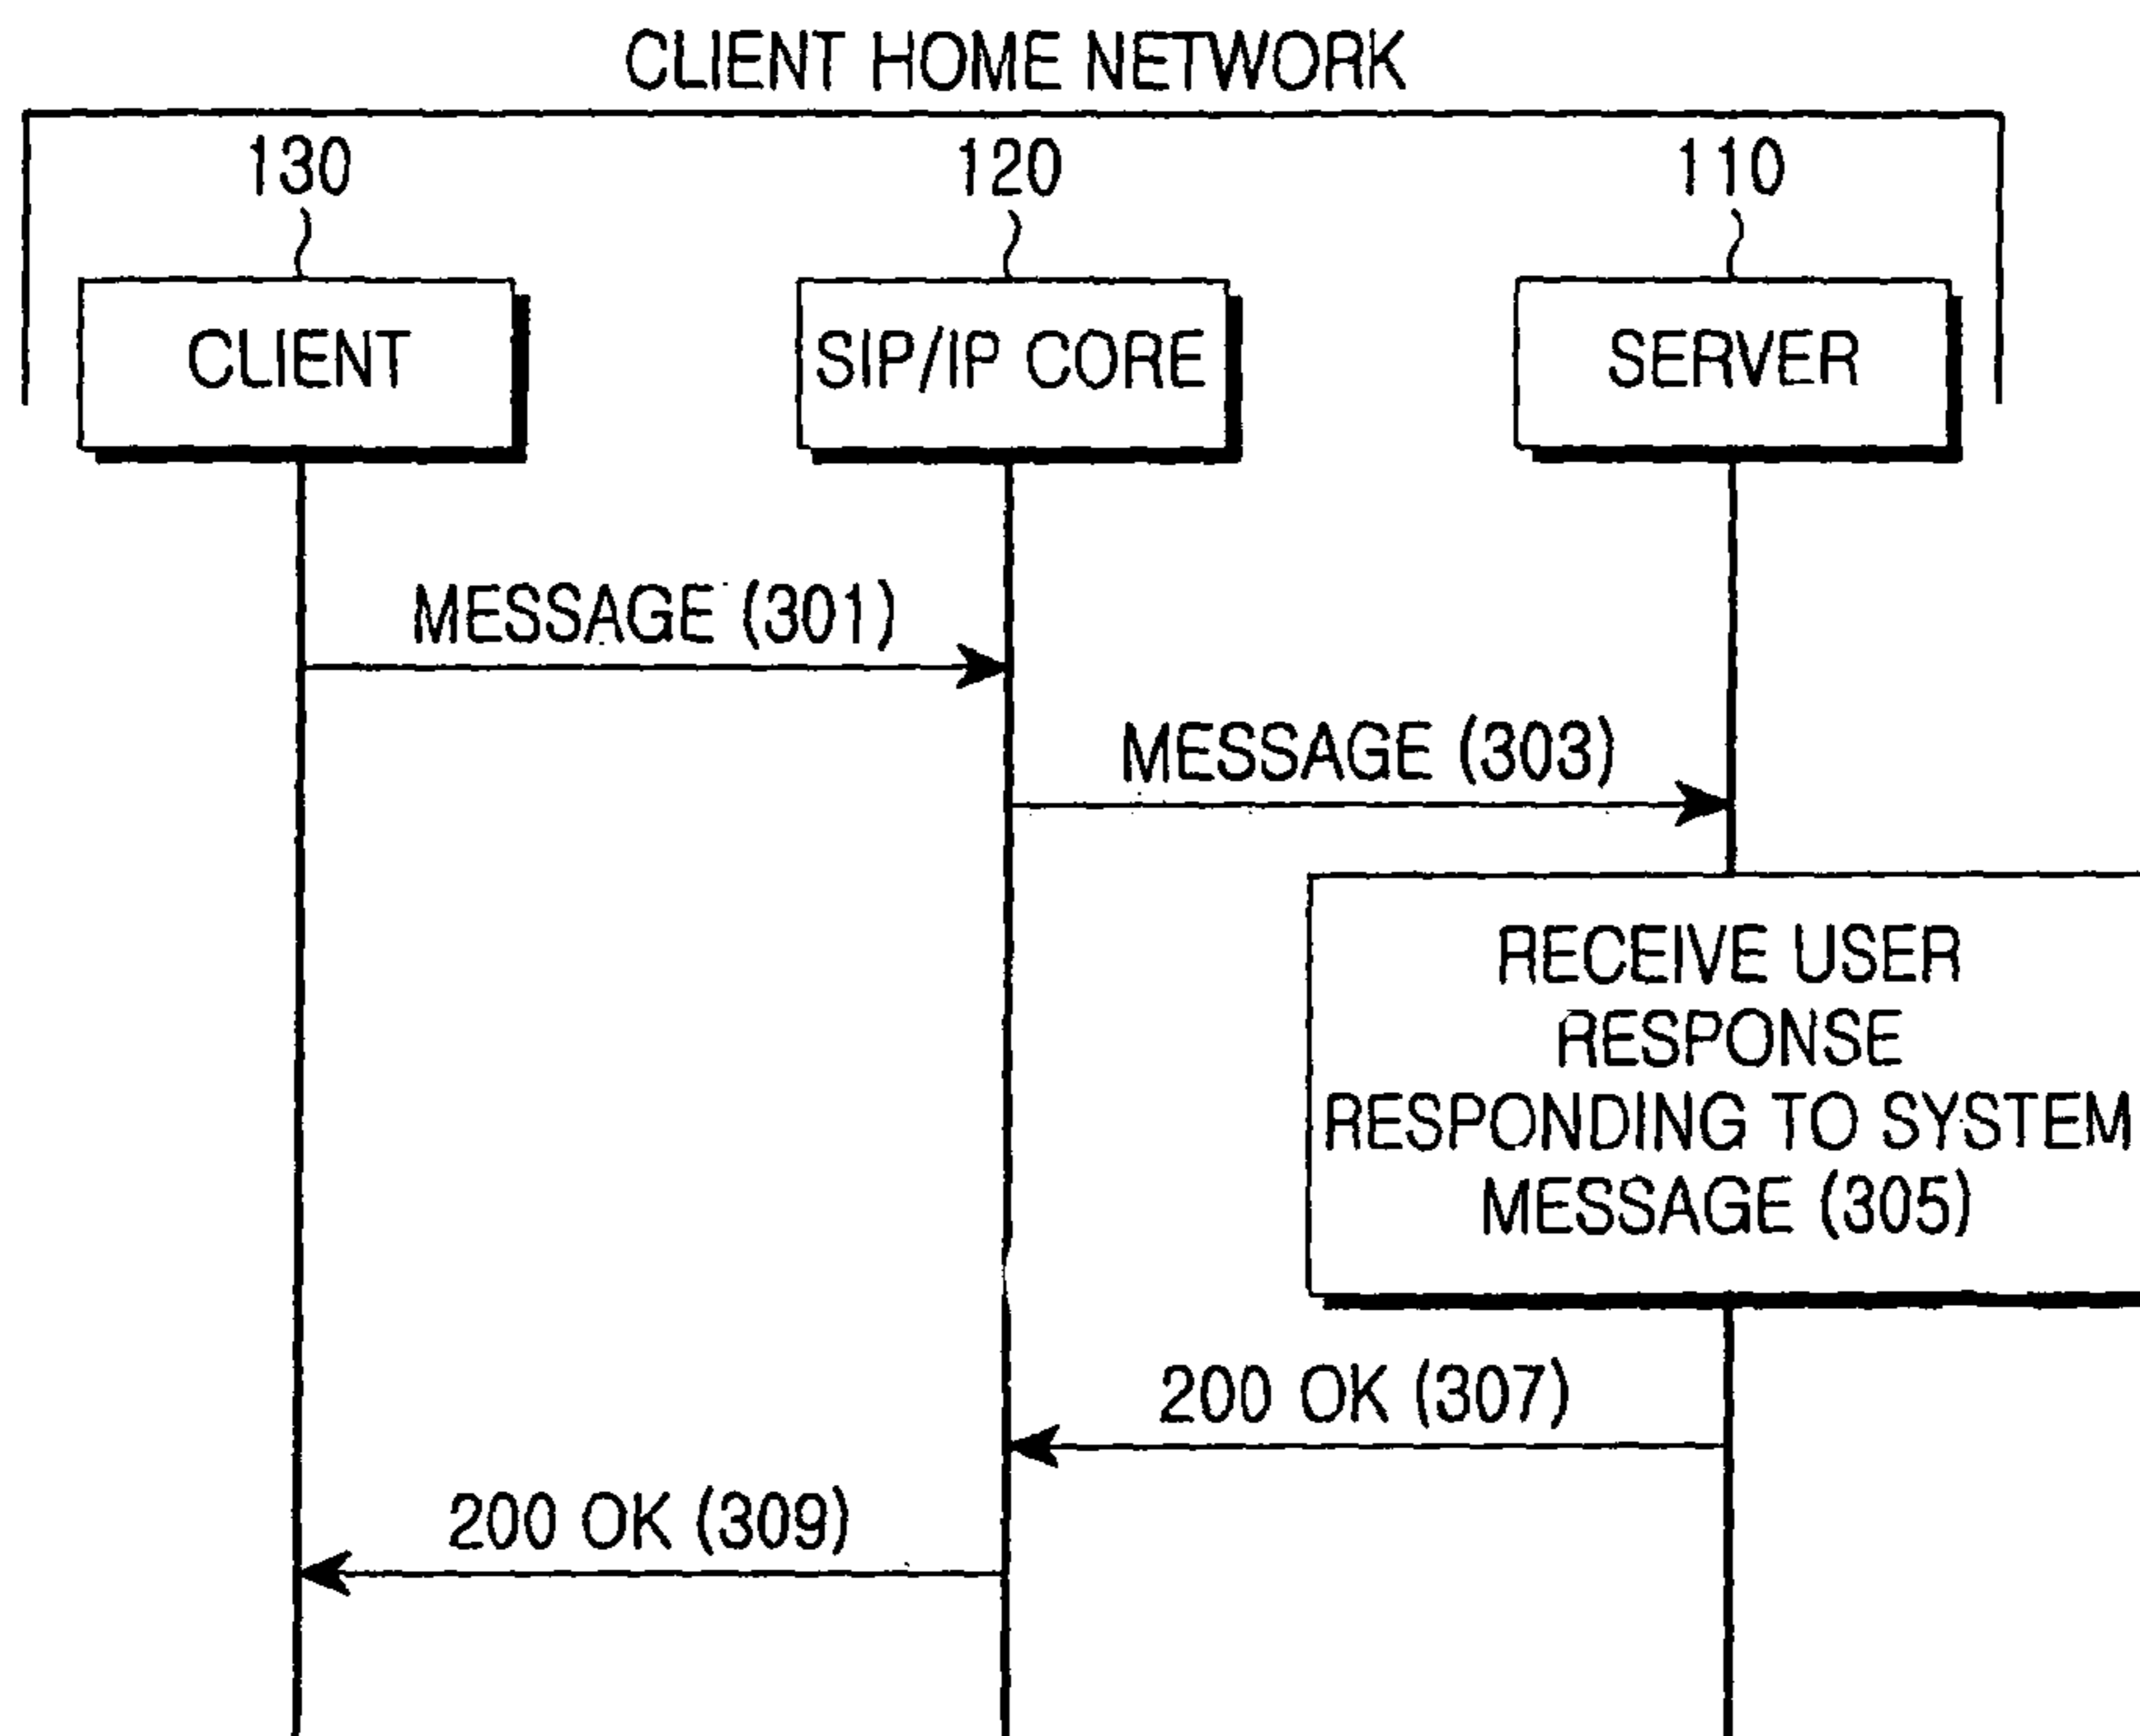 CLIENT HOME NETWORK
130
120
110
CLIENT
SIP/IP CORE
SERVER
MESSAGE (301)
MESSAGE (303)
RECEIVE USER
RESPONSE
RESPONDING TO SYSTEM
MESSAGE (305)
200 OK (307)
200 OK (309)